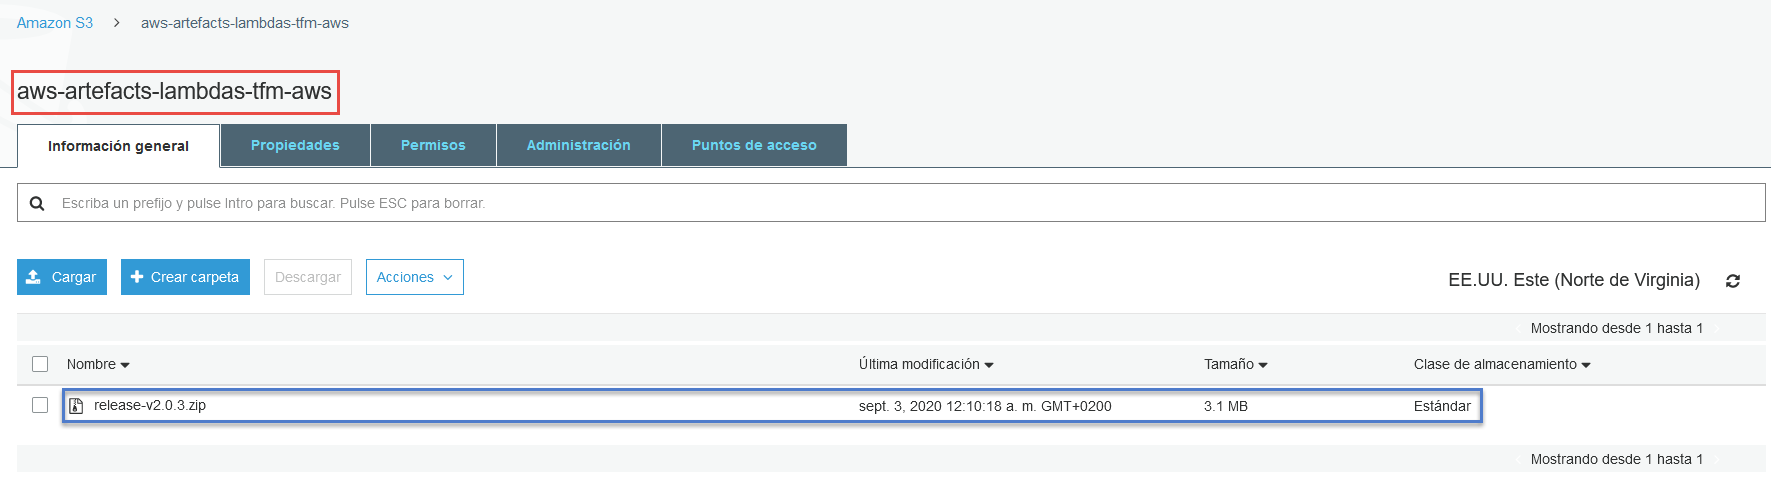 Amazon S3 > aws-artefacts-lambdas-tfm-aws
aws-artefacts-lambdas-tfm-aws
Información general Propiedades Permisos Administración Puntos de acceso
Escriba un prefijo y pulse Intro para buscar. Pulse ESC para borrar.
Cargar Crear carpeta Descargar Acciones EE.UU. Este (Norte de Virginia)
Mostrando desde 1 hasta 1
Nombre Última modificación Tamaño Clase de almacenamiento
release-v2.0.3.zip sept. 3, 2020 12:10:18 a. m. GMT+0200 3.1 MB Estándar
Mostrando desde 1 hasta 1